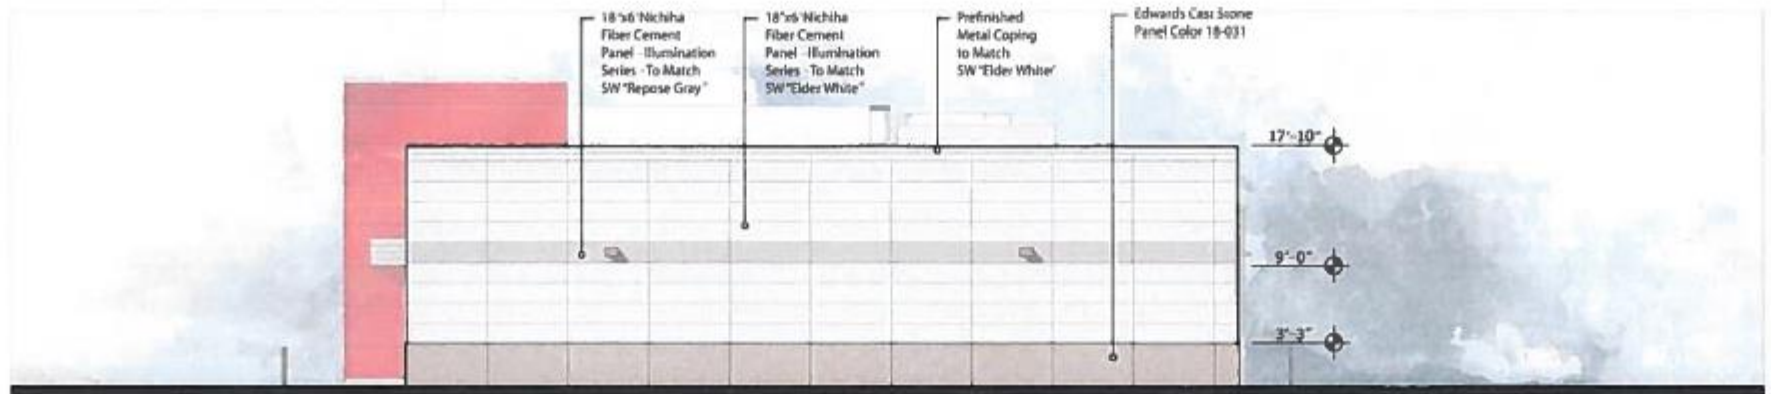 18"x6' Nichiha
Fiber Cement
Panel - Illumination
Series - To Match
SW "Repose Gray"
18"x6' Nichiha
Fiber Cement
Panel - Illumination
Series - To Match
SW "Elder White"
Prefinished
Metal Coping
to Match
SW "Elder White"
Edwards Cast Stone
Panel Color 18-031
17'-10"
9'-0"
3'-3"